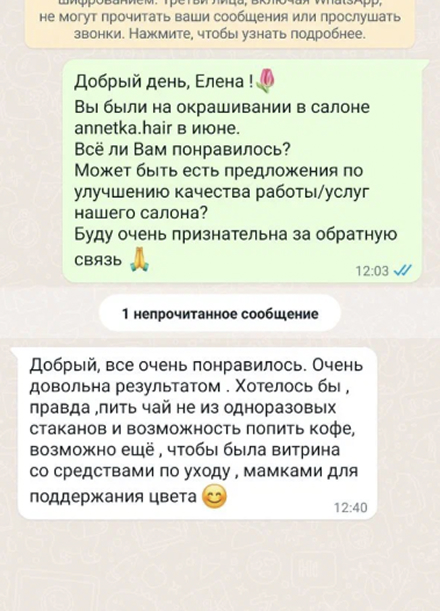 шифрованием. Третьи лица, включая WhatsApp,
не могут прочитать ваши сообщения или прослушать
звонки. Нажмите, чтобы узнать подробнее.
Добрый день, Елена !🌷
Вы были на окрашивании в салоне
annetka.hair в июне.
Всё ли Вам понравилось?
Может быть есть предложения по
улучшению качества работы/услуг
нашего салона?
Буду очень признательна за обратную
связь 🙏
12:03
1 непрочитанное сообщение
Добрый, все очень понравилось. Очень
довольна результатом . Хотелось бы ,
правда ,пить чай не из одноразовых
стаканов и возможность попить кофе,
возможно ещё , чтобы была витрина
со средствами по уходу , мамками для
поддержания цвета 😊
12:40